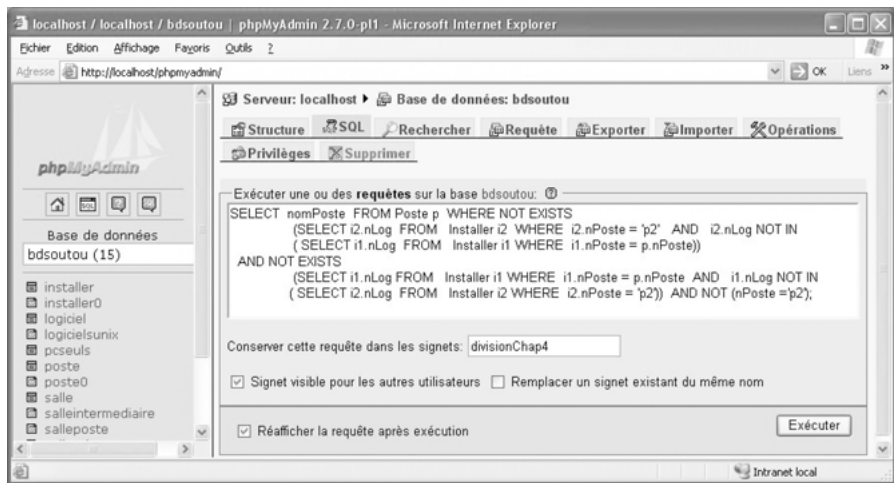 localhost / localhost / bdsoutou | phpMyAdmin 2.7.0-pl1 - Microsoft Internet Explorer
Fichier Edition Affichage Favoris Outils ?
Adresse http://localhost/phpmyadmin/ OK Liens »
phpMyAdmin
SQL
Base de données
bdsoutou (15)
installer
installer0
logiciel
logicielsunix
pcseuls
poste
poste0
salle
salleintermediaire
salleposte
Serveur: localhost Base de données: bdsoutou
Structure SQL Rechercher Requête Exporter Importer Opérations
Privilèges Supprimer
Exécuter une ou des requêtes sur la base bdsoutou:
SELECT nomPoste FROM Poste p WHERE NOT EXISTS
(SELECT i2.nLog FROM Installer i2 WHERE i2.nPoste = 'p2' AND i2.nLog NOT IN
( SELECT i1.nLog FROM Installer i1 WHERE i1.nPoste = p.nPoste))
AND NOT EXISTS
(SELECT i1.nLog FROM Installer i1 WHERE i1.nPoste = p.nPoste AND i1.nLog NOT IN
( SELECT i2.nLog FROM Installer i2 WHERE i2.nPoste = 'p2')) AND NOT (nPoste ='p2');
Conserver cette requête dans les signets: divisionChap4
Signet visible pour les autres utilisateurs Remplacer un signet existant du même nom
Réafficher la requête après exécution Exécuter
Intranet local